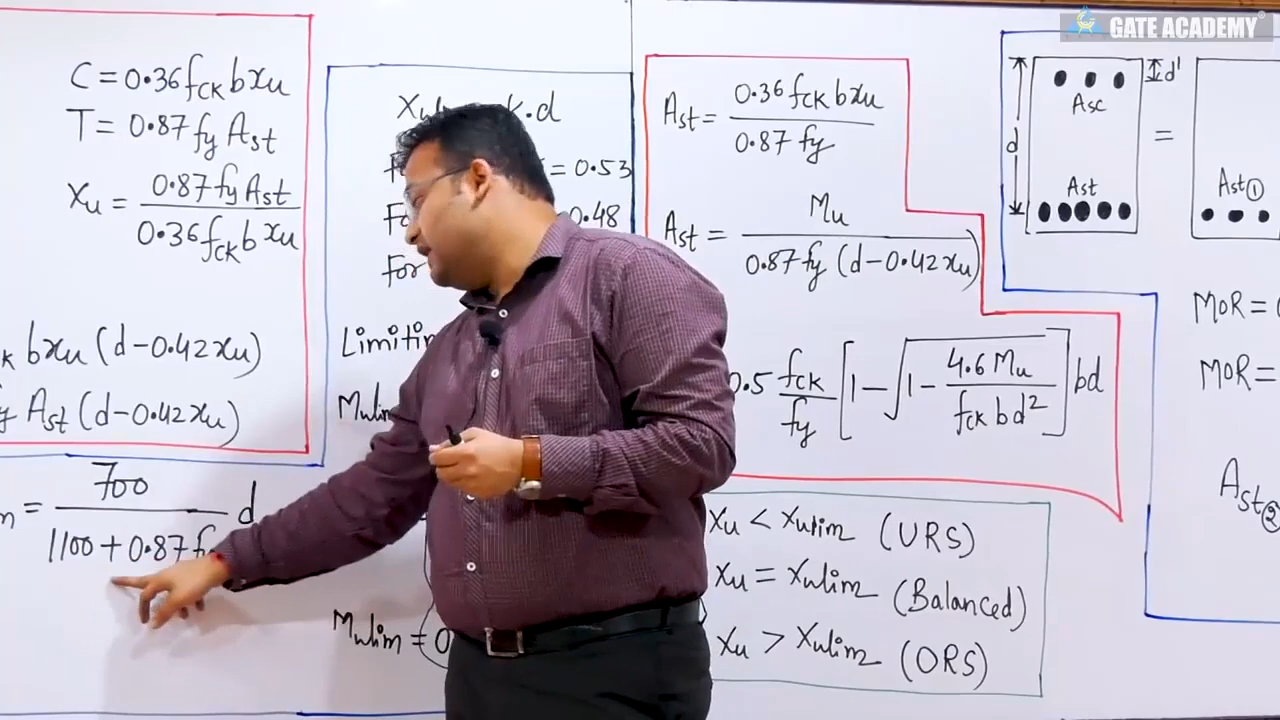 GATE ACADEMY
C = 0.36 fck b xu
T = 0.87 fy Ast
xu = 0.87 fy Ast / 0.36 fck b xu
k b xu (d - 0.42 xu)
Ast (d - 0.42 xu)
= 700 / 1100 + 0.87 f d
.d
= 0.53
0.48
For
Limitin
Mulim
Mulim = 0
Ast = 0.36 fck b xu / 0.87 fy
Ast = Mu / 0.87 fy (d - 0.42 xu)
0.5 fck / fy [1 - √1 - 4.6 Mu / fck b d²] bd
xu < xulim (URS)
xu = xulim (Balanced)
xu > xulim (ORS)
d'
Asc
d
Ast
=
Ast①
MOR =
MOR =
Ast②